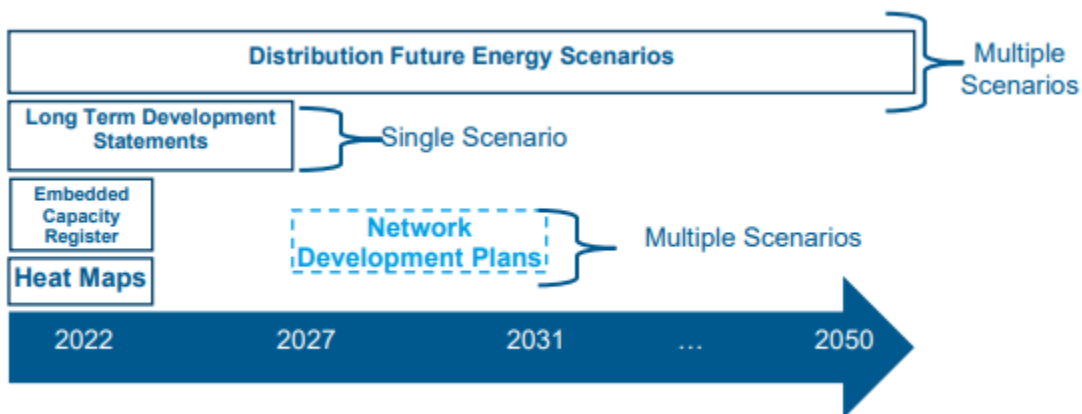 Distribution Future Energy Scenarios
Multiple
Scenarios
Long Term Development
Statements
Single Scenario
Embedded
Capacity
Register
Network
Development Plans
Multiple Scenarios
Heat Maps
2022 2027 2031 ... 2050